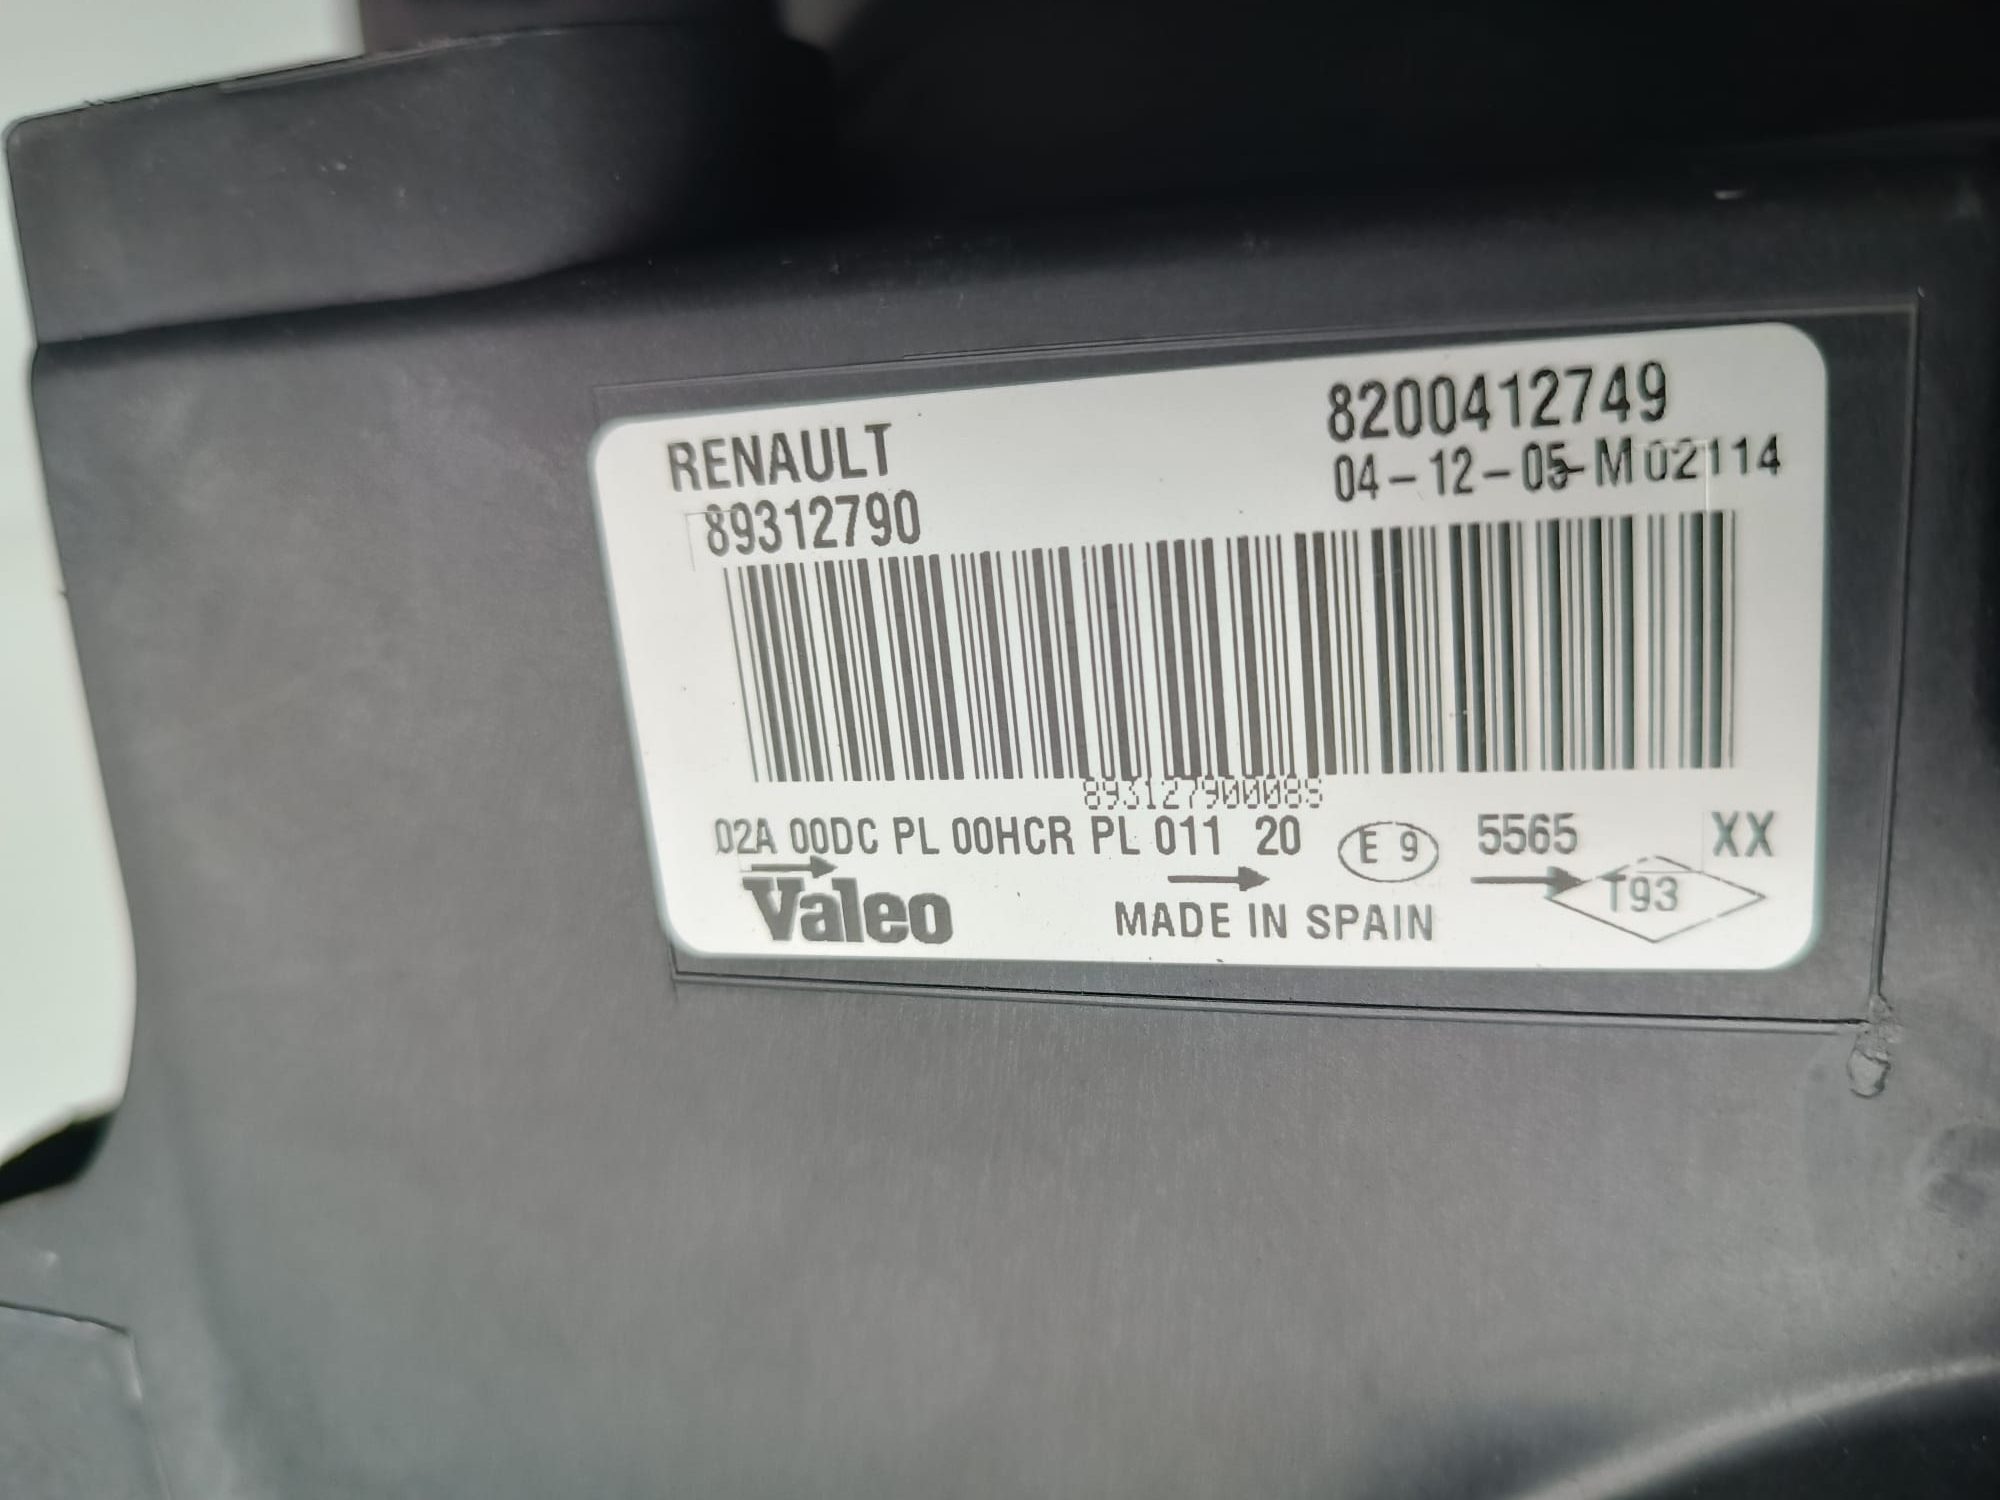 RENAULT 8200412749
89312790 04-12-05-M02114
89312790008S
02A 00DC PL 00HCR PL 011 20 E 9 5565 XX
Valeo MADE IN SPAIN T93